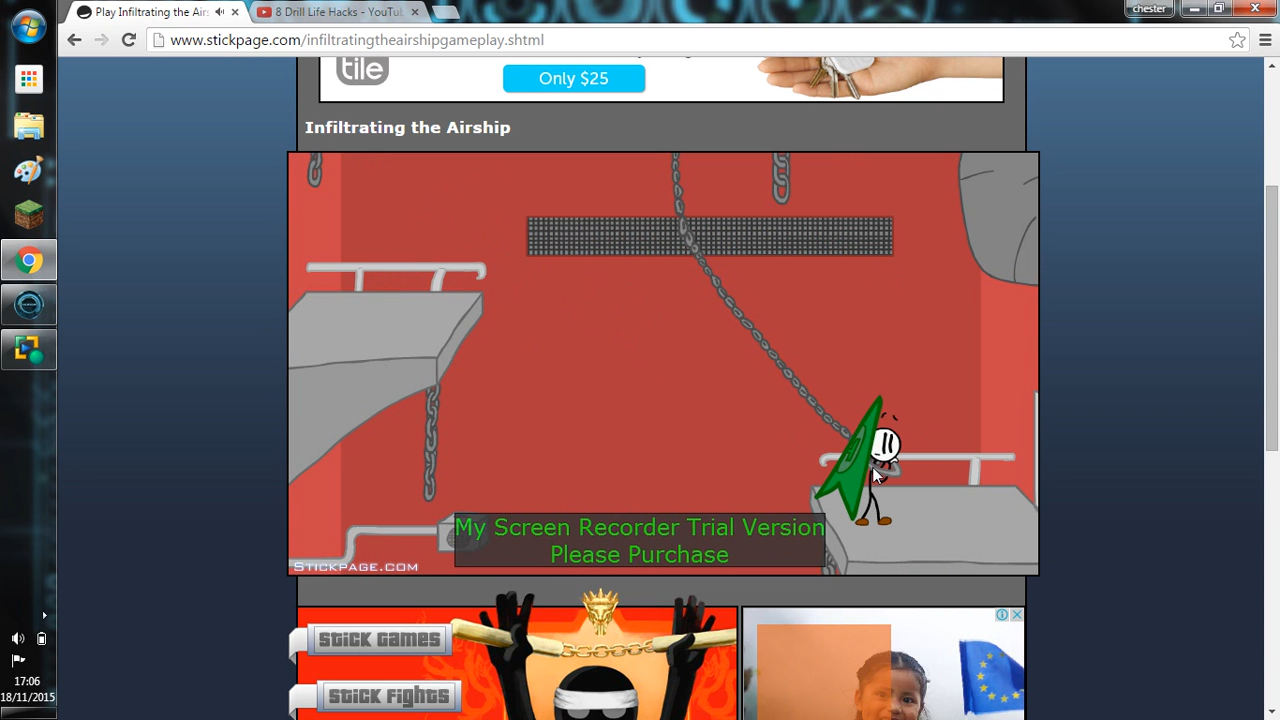 Play Infiltrating the Air:
8 Drill Life Hacks - YouTu
chester
www.stickpage.com/infiltratingtheairshipgameplay.shtml
tile
Only $25
Infiltrating the Airship
My Screen Recorder Trial Version
Please Purchase
STICKPAGE.COM
STICK GAMES
STICK FIGHTS
17:06
18/11/2015